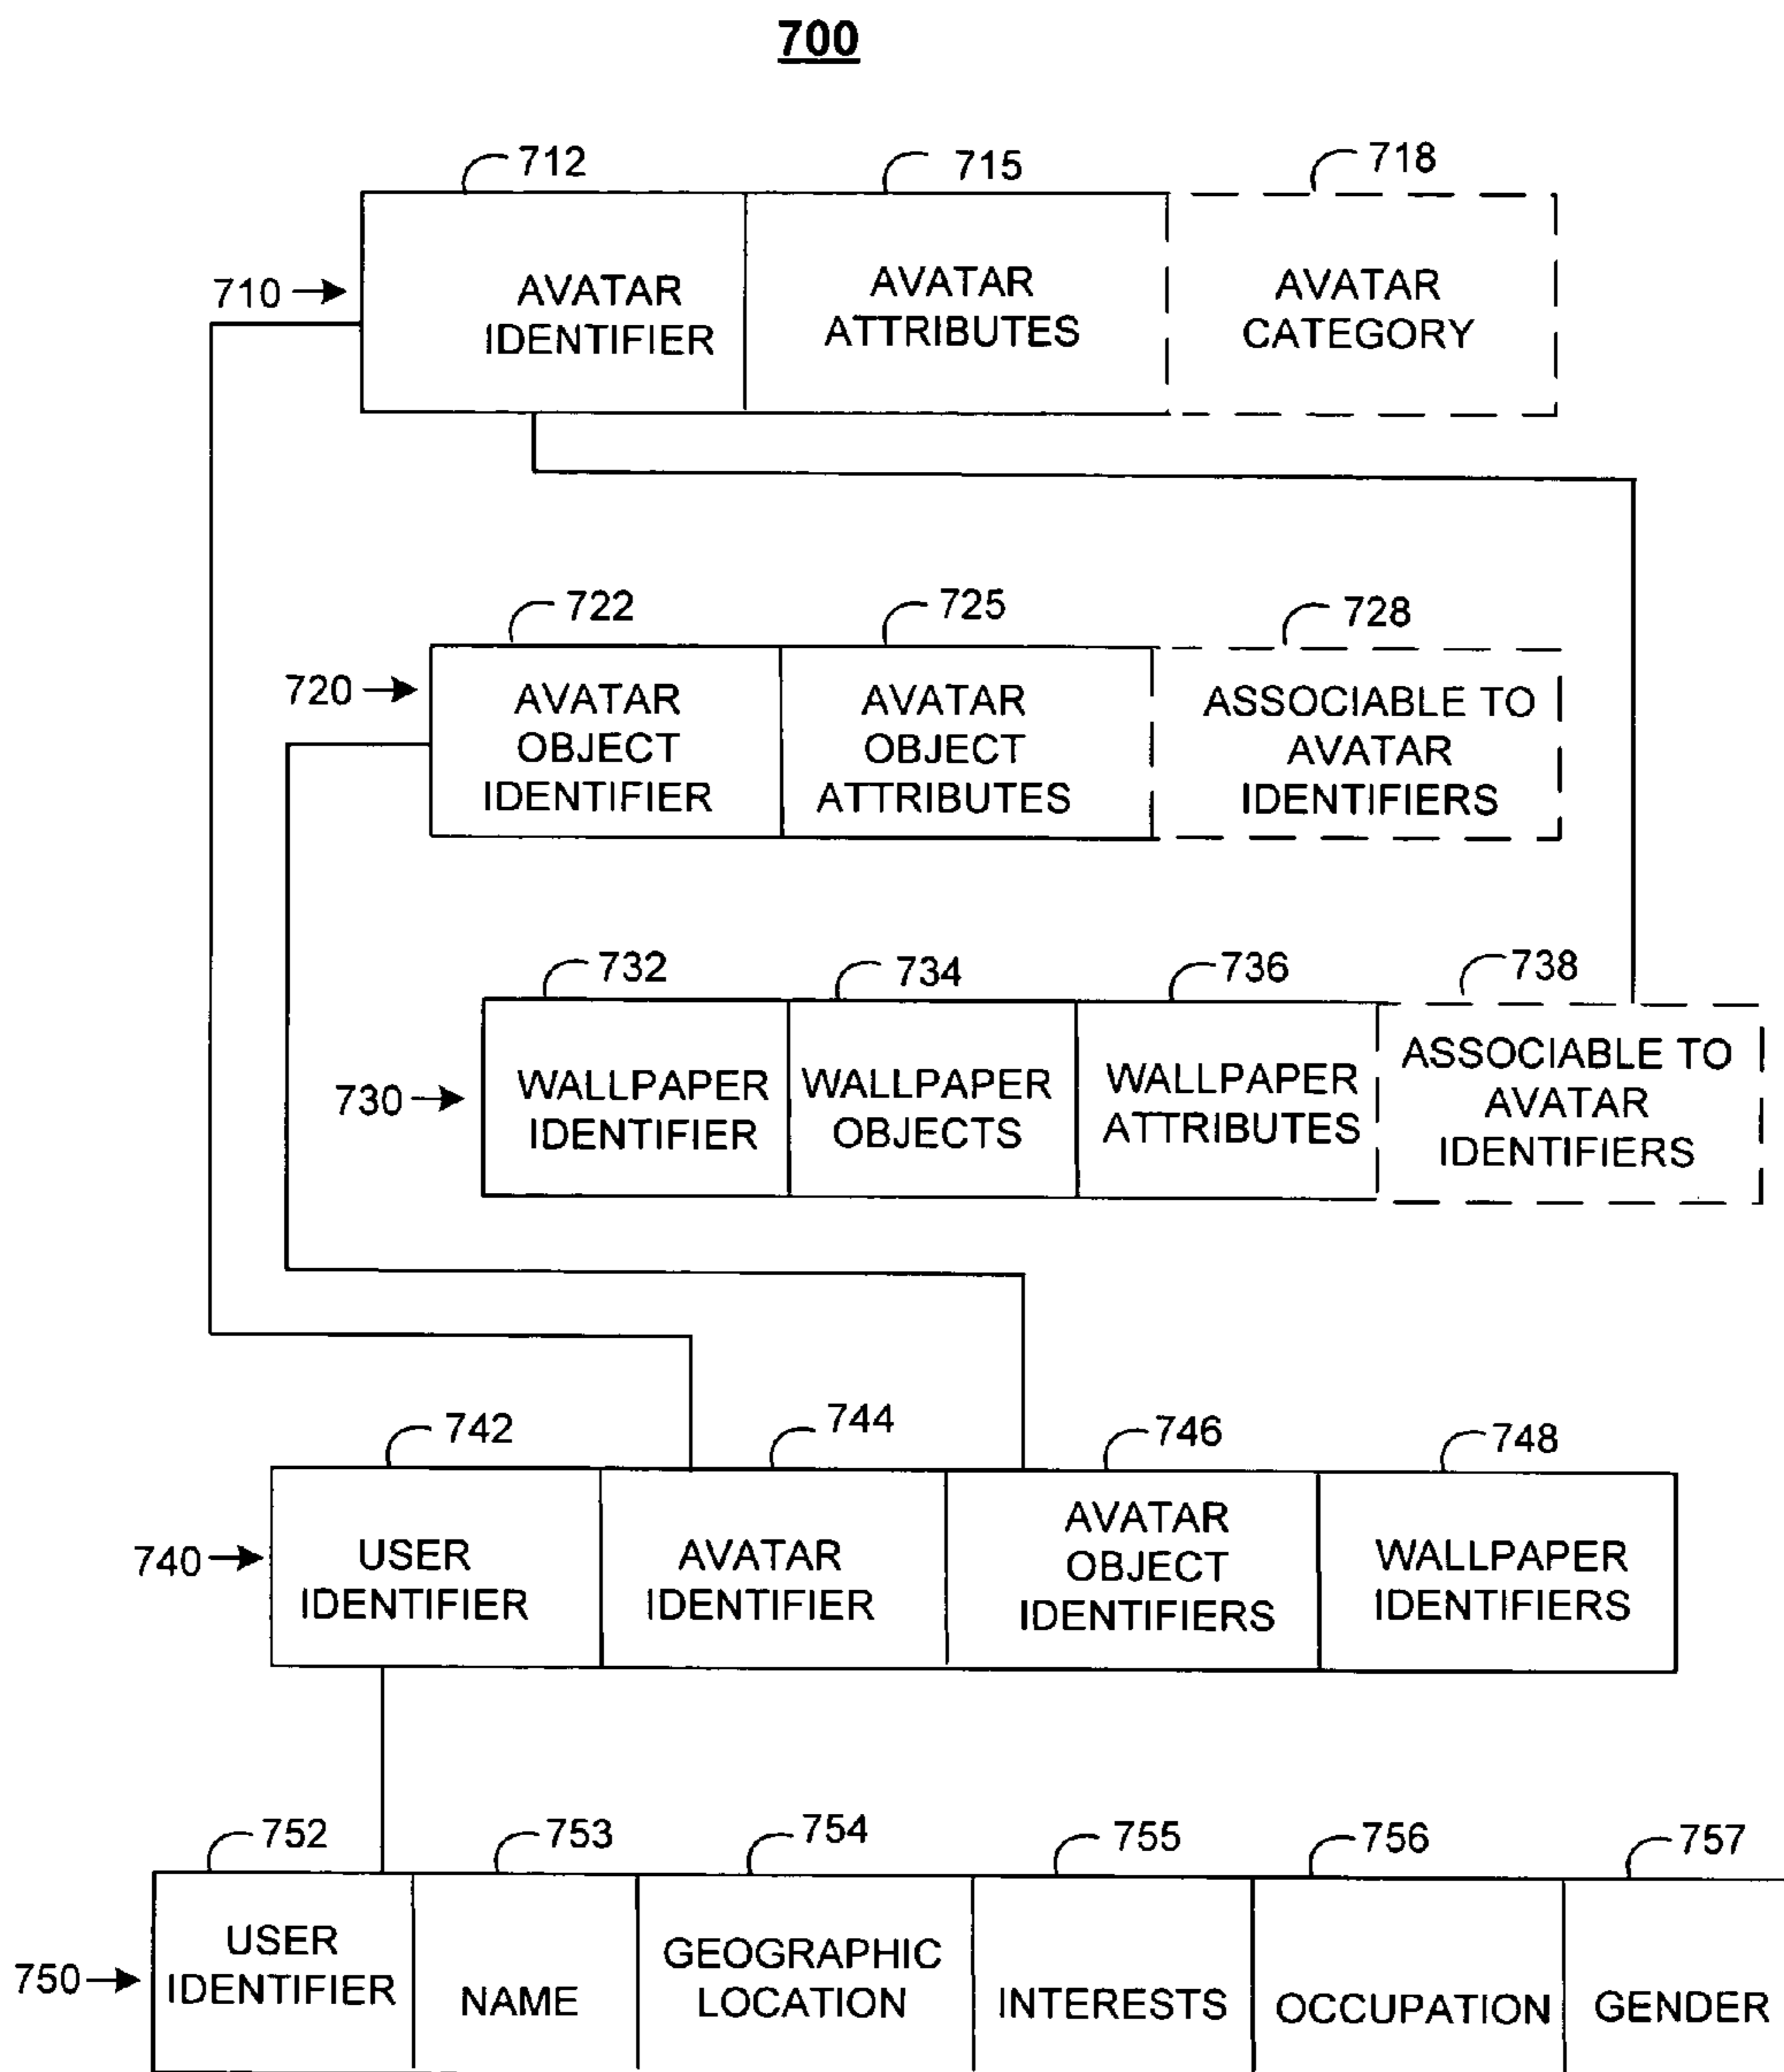 700
712
715
718
710
AVATAR
IDENTIFIER
AVATAR
ATTRIBUTES
AVATAR
CATEGORY
722
725
728
720
AVATAR
OBJECT
IDENTIFIER
AVATAR
OBJECT
ATTRIBUTES
ASSOCIABLE TO
AVATAR
IDENTIFIERS
732
734
736
738
730
WALLPAPER
IDENTIFIER
WALLPAPER
OBJECTS
WALLPAPER
ATTRIBUTES
ASSOCIABLE TO
AVATAR
IDENTIFIERS
742
744
746
748
740
USER
IDENTIFIER
AVATAR
IDENTIFIER
AVATAR
OBJECT
IDENTIFIERS
WALLPAPER
IDENTIFIERS
752
753
754
755
756
757
750
USER
IDENTIFIER
NAME
GEOGRAPHIC
LOCATION
INTERESTS
OCCUPATION
GENDER